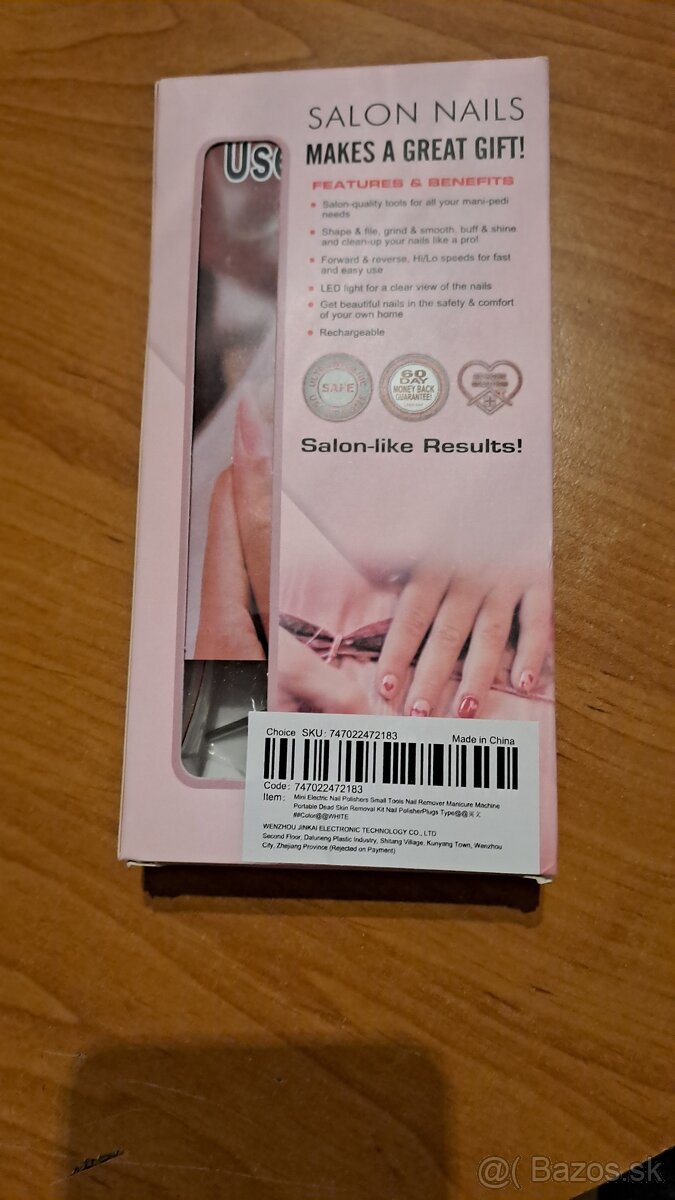 SALON NAILS
MAKES A GREAT GIFT!
Use
FEATURES & BENEFITS
• Salon-quality tools for all your mani-pedi
needs
• Shape & file, grind & smooth, buff & shine
and clean-up your nails like a pro!
• Forward & reverse, Hi/Lo speeds for fast
and easy use
• LED light for a clear view of the nails
• Get beautiful nails in the safety & comfort
of your own home
• Rechargeable
SAFE
60
DAY
MONEY BACK
GUARANTEE!
Salon-like Results!
Choice SKU: 747022472183 Made in China
Code: 747022472183
Item: Mini Electric Nail Polishers Small Tools Nail Remover Manicure Machine
Portable Dead Skin Removal Kit Nail PolisherPlugs Type@@英文
##Color@@WHITE
WENZHOU JINKAI ELECTRONIC TECHNOLOGY CO., LTD
Second Floor, Daluneng Plastic Industry, Shitang Village, Kunyang Town, Wenzhou
City, Zhejiang Province (Rejected on Payment)
@( Bazos.sk